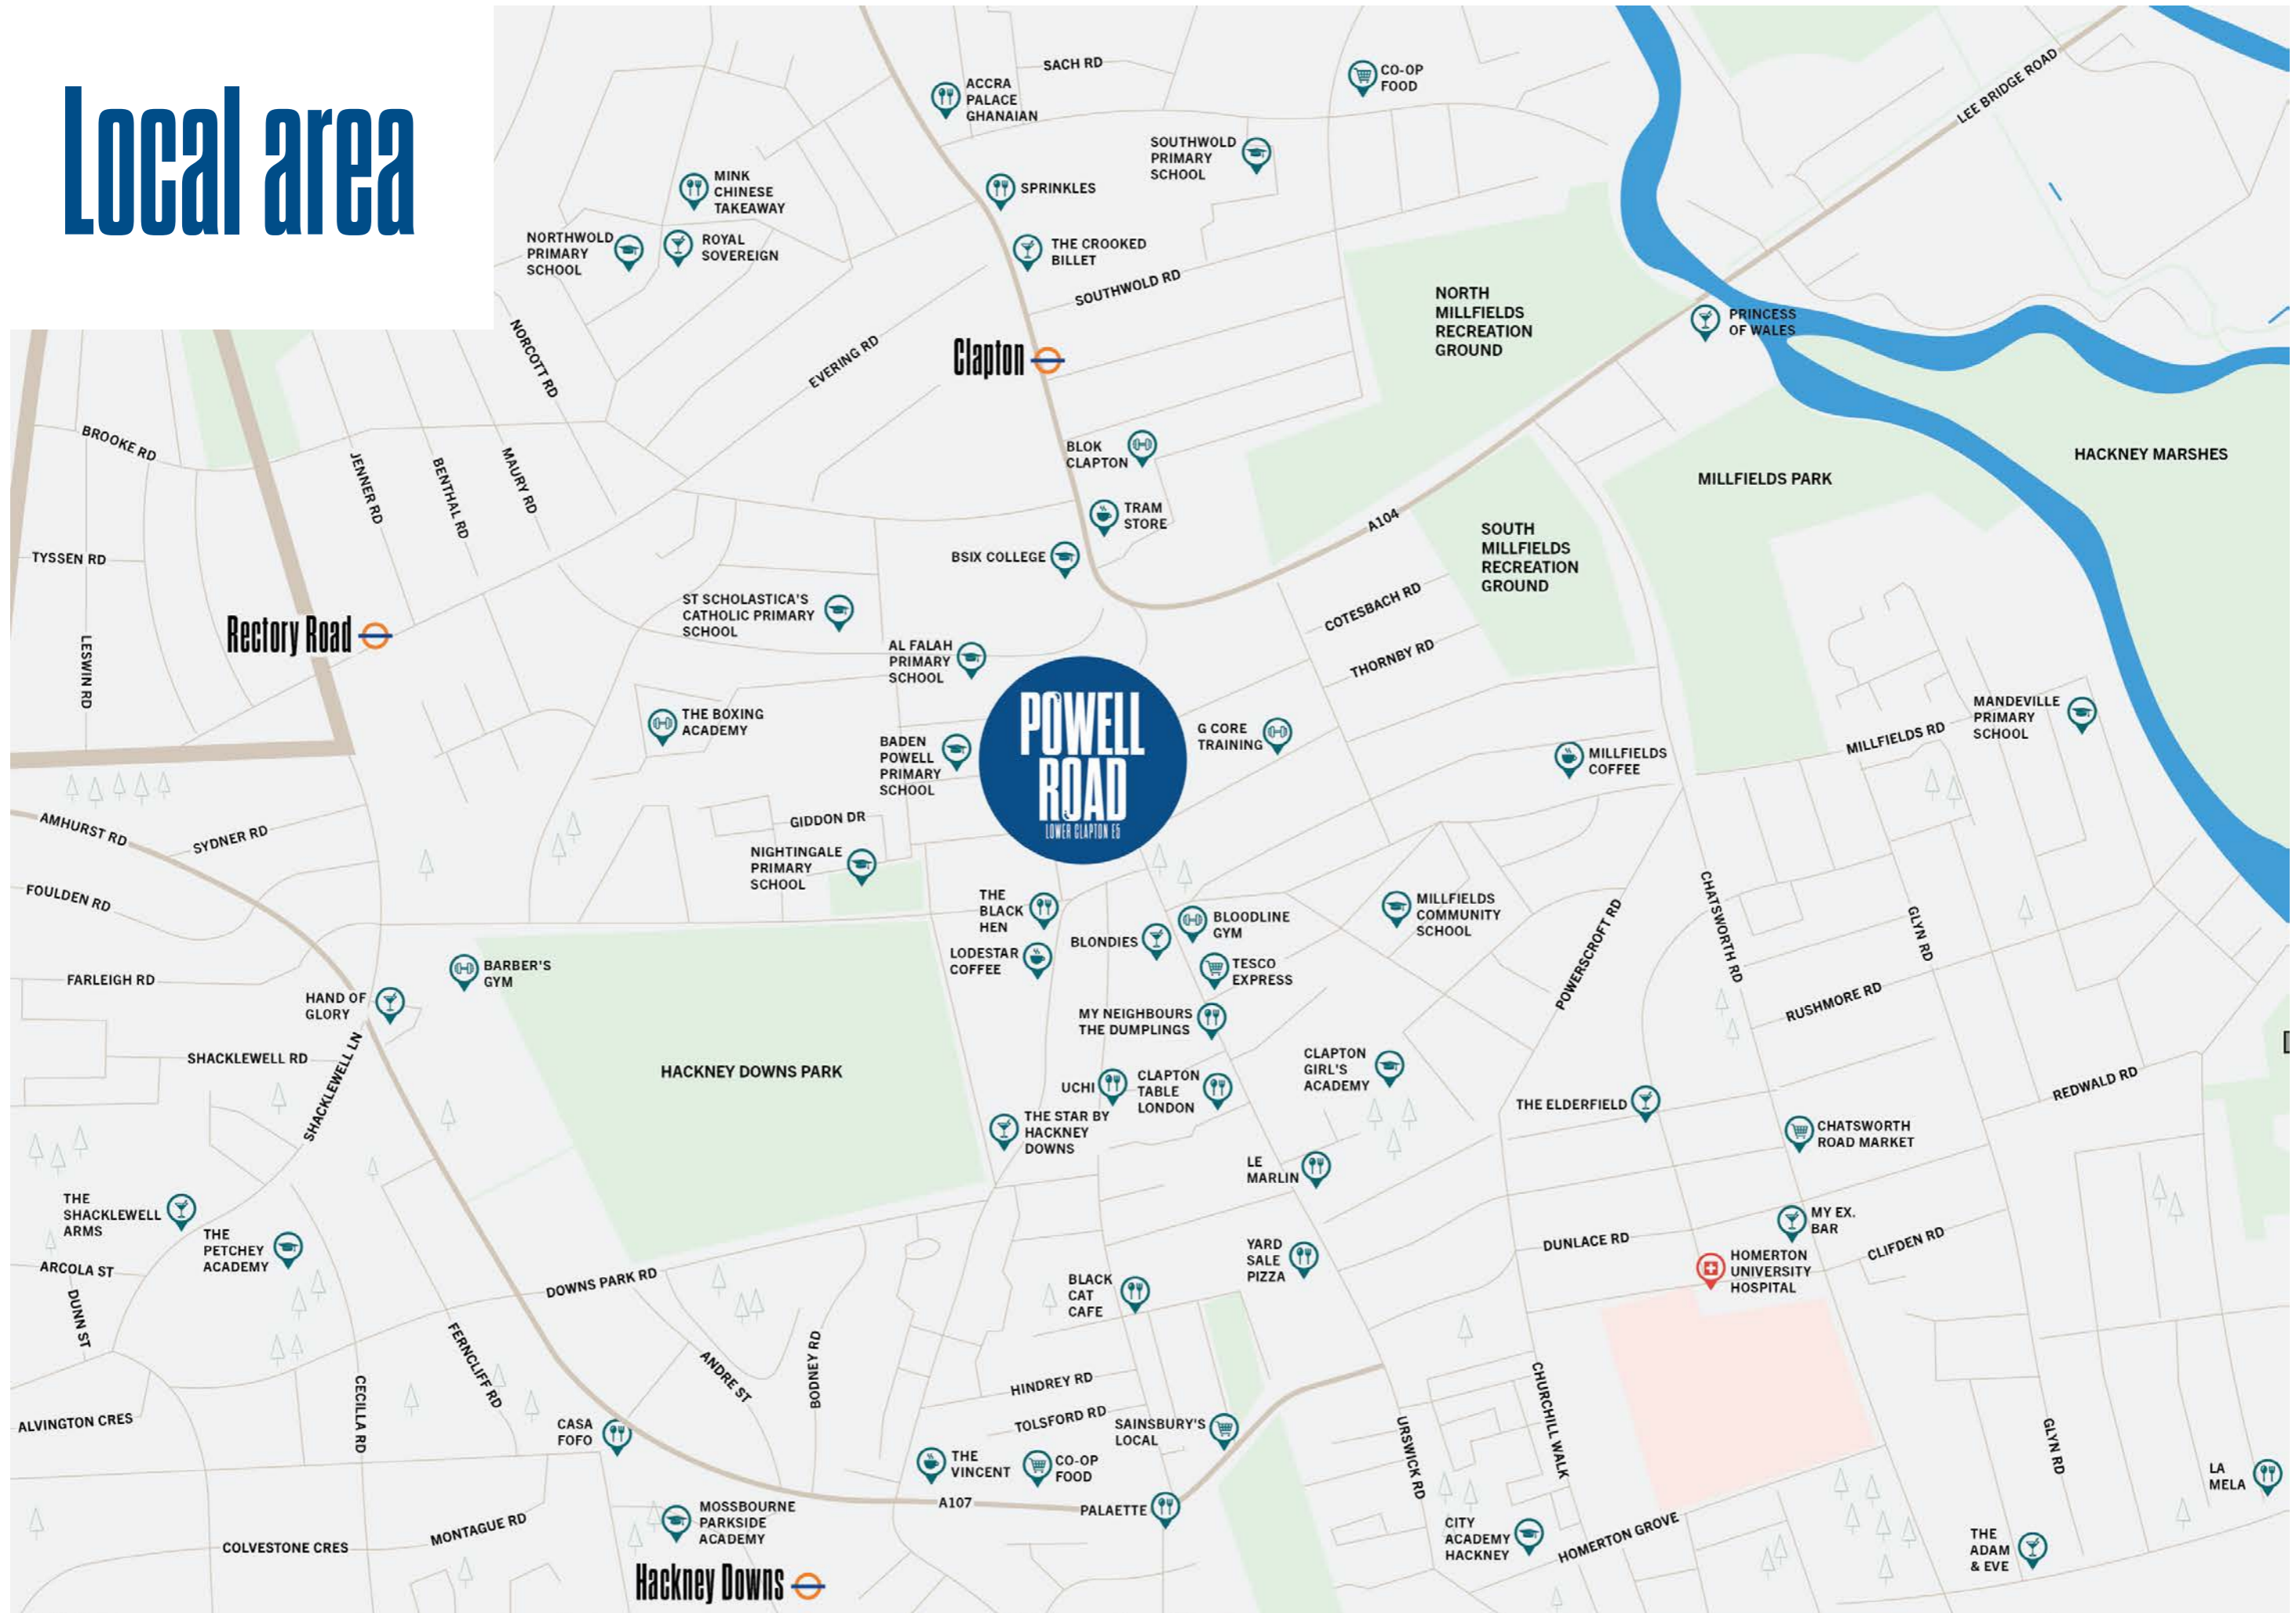 Local area
SACH RD
ACCRA
PALACE
GHANAIAN
CO-OP
FOOD
LEE BRIDGE ROAD
SOUTHWOLD
PRIMARY
SCHOOL
MINK
CHINESE
TAKEAWAY
SPRINKLES
NORTHWOLD
PRIMARY
SCHOOL
ROYAL
SOVEREIGN
THE CROOKED
BILLET
SOUTHWOLD RD
NORTH
MILLFIELDS
RECREATION
GROUND
PRINCESS
OF WALES
NORCOTT RD
EVERING RD
Clapton
BROOKE RD
JENNER RD
BENTHAL RD
MAURY RD
BLOK
CLAPTON
HACKNEY MARSHES
MILLFIELDS PARK
TRAM
STORE
A104
SOUTH
MILLFIELDS
RECREATION
GROUND
TYSSEN RD
BSIX COLLEGE
ST SCHOLASTICA'S
CATHOLIC PRIMARY
SCHOOL
COTESBACH RD
Rectory Road
LESWIN RD
AL FALAH
PRIMARY
SCHOOL
THORNBY RD
POWELL
ROAD
LOWER CLAPTON E5
THE BOXING
ACADEMY
BADEN
POWELL
PRIMARY
SCHOOL
G CORE
TRAINING
MILLFIELDS
COFFEE
MILLFIELDS RD
MANDEVILLE
PRIMARY
SCHOOL
AMHURST RD
SYDNER RD
GIDDON DR
NIGHTINGALE
PRIMARY
SCHOOL
FOULDEN RD
THE
BLACK
HEN
BLOODLINE
GYM
MILLFIELDS
COMMUNITY
SCHOOL
POWERSCROFT RD
CHATSWORTH RD
GLYN RD
BLONDIES
LODESTAR
COFFEE
TESCO
EXPRESS
FARLEIGH RD
BARBER'S
GYM
HAND OF
GLORY
MY NEIGHBOURS
THE DUMPLINGS
RUSHMORE RD
SHACKLEWELL RD
SHACKLEWELL LN
HACKNEY DOWNS PARK
CLAPTON
GIRL'S
ACADEMY
UCHI
CLAPTON
TABLE
LONDON
THE ELDERFIELD
REDWALD RD
THE STAR BY
HACKNEY
DOWNS
CHATSWORTH
ROAD MARKET
LE
MARLIN
THE
SHACKLEWELL
ARMS
THE
PETCHEY
ACADEMY
MY EX.
BAR
DUNLACE RD
CLIFDEN RD
YARD
SALE
PIZZA
HOMERTON
UNIVERSITY
HOSPITAL
ARCOLA ST
DUNN ST
DOWNS PARK RD
BLACK
CAT
CAFE
FERNCLIFF RD
ANDRE ST
BODNEY RD
HINDREY RD
CECILLA RD
ALVINGTON CRES
CASA
FOFO
TOLSFORD RD
SAINSBURY'S
LOCAL
URSWICK RD
CHURCHILL WALK
GLYN RD
THE
VINCENT
CO-OP
FOOD
LA
MELA
A107
PALAETTE
MOSSBOURNE
PARKSIDE
ACADEMY
MONTAGUE RD
COLVESTONE CRES
CITY
ACADEMY
HACKNEY
HOMERTON GROVE
THE
ADAM
& EVE
Hackney Downs